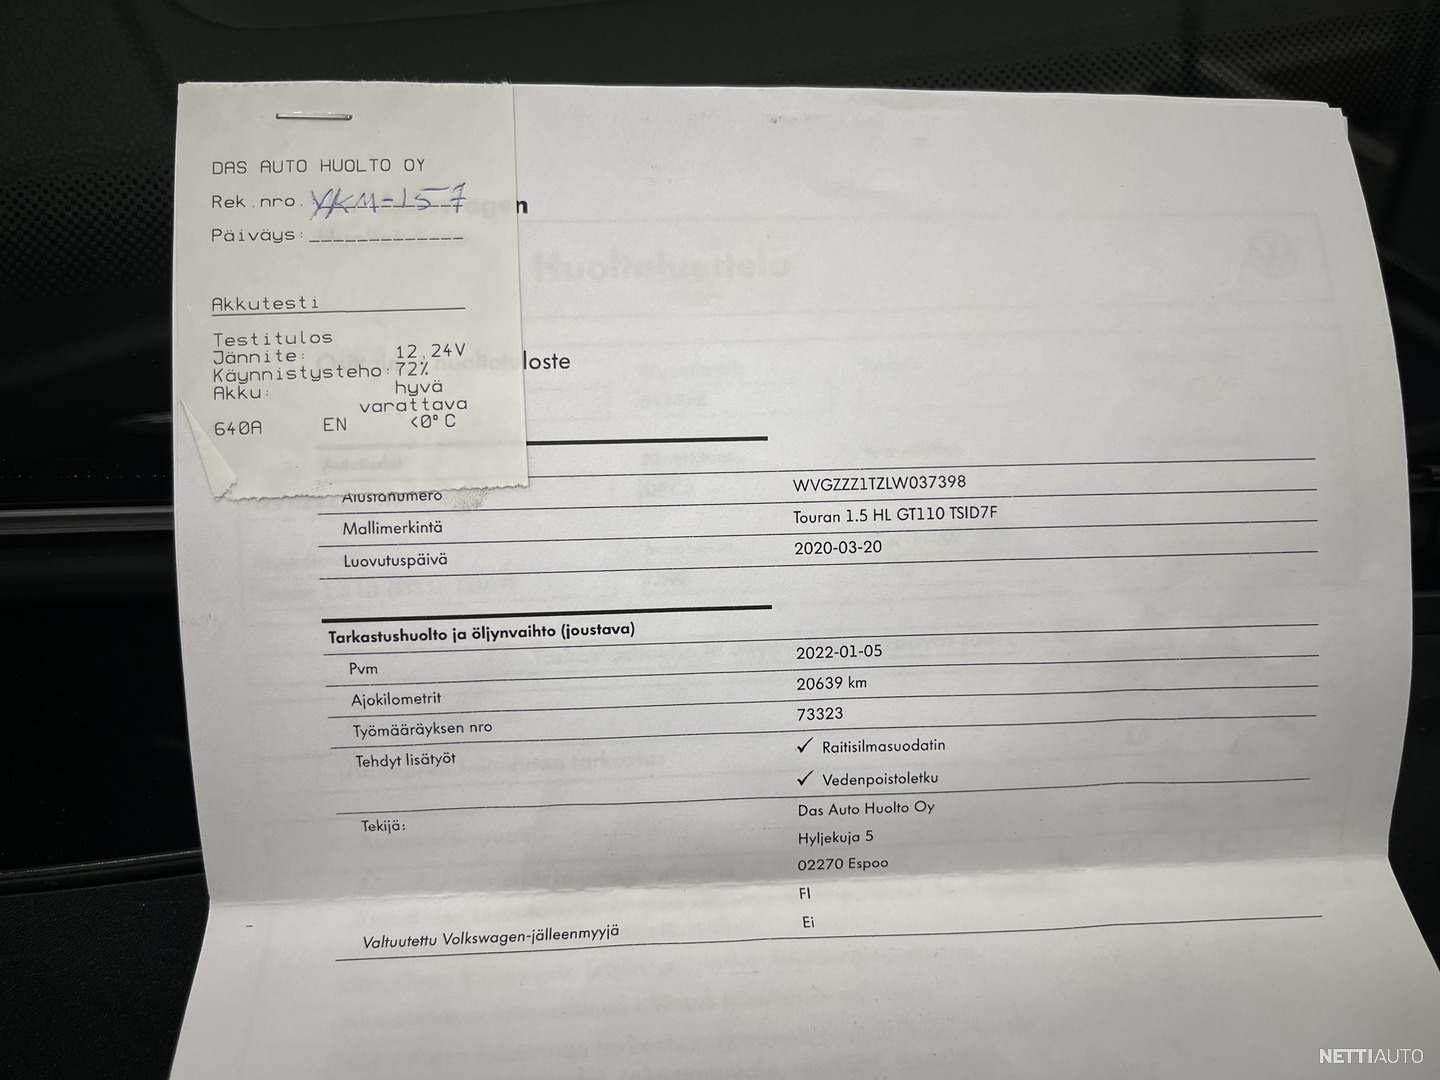 DAS AUTO HUOLTO OY
Rek.nro. YKM-157
Päiväys:_____________
Akkutesti
Testitulos
Jännite: 12,24V
Käynnistysteho: 72%
Akku: hyvä
varattava
640A EN <0°C
n
loste
Alustanumero WVGZZZ1TZLW037398
Mallimerkintä Touran 1.5 HL GT110 TSID7F
Luovutuspäivä 2020-03-20
Tarkastushuolto ja öljynvaihto (joustava)
Pvm 2022-01-05
Ajokilometrit 20639 km
Työmääräyksen nro 73323
Tehdyt lisätyöt ✓ Raitisilmasuodatin
✓ Vedenpoistoletku
Tekijä: Das Auto Huolto Oy
Hyljekuja 5
02270 Espoo
FI
Valtuutettu Volkswagen-jälleenmyyjä Ei
NETTIAUTO